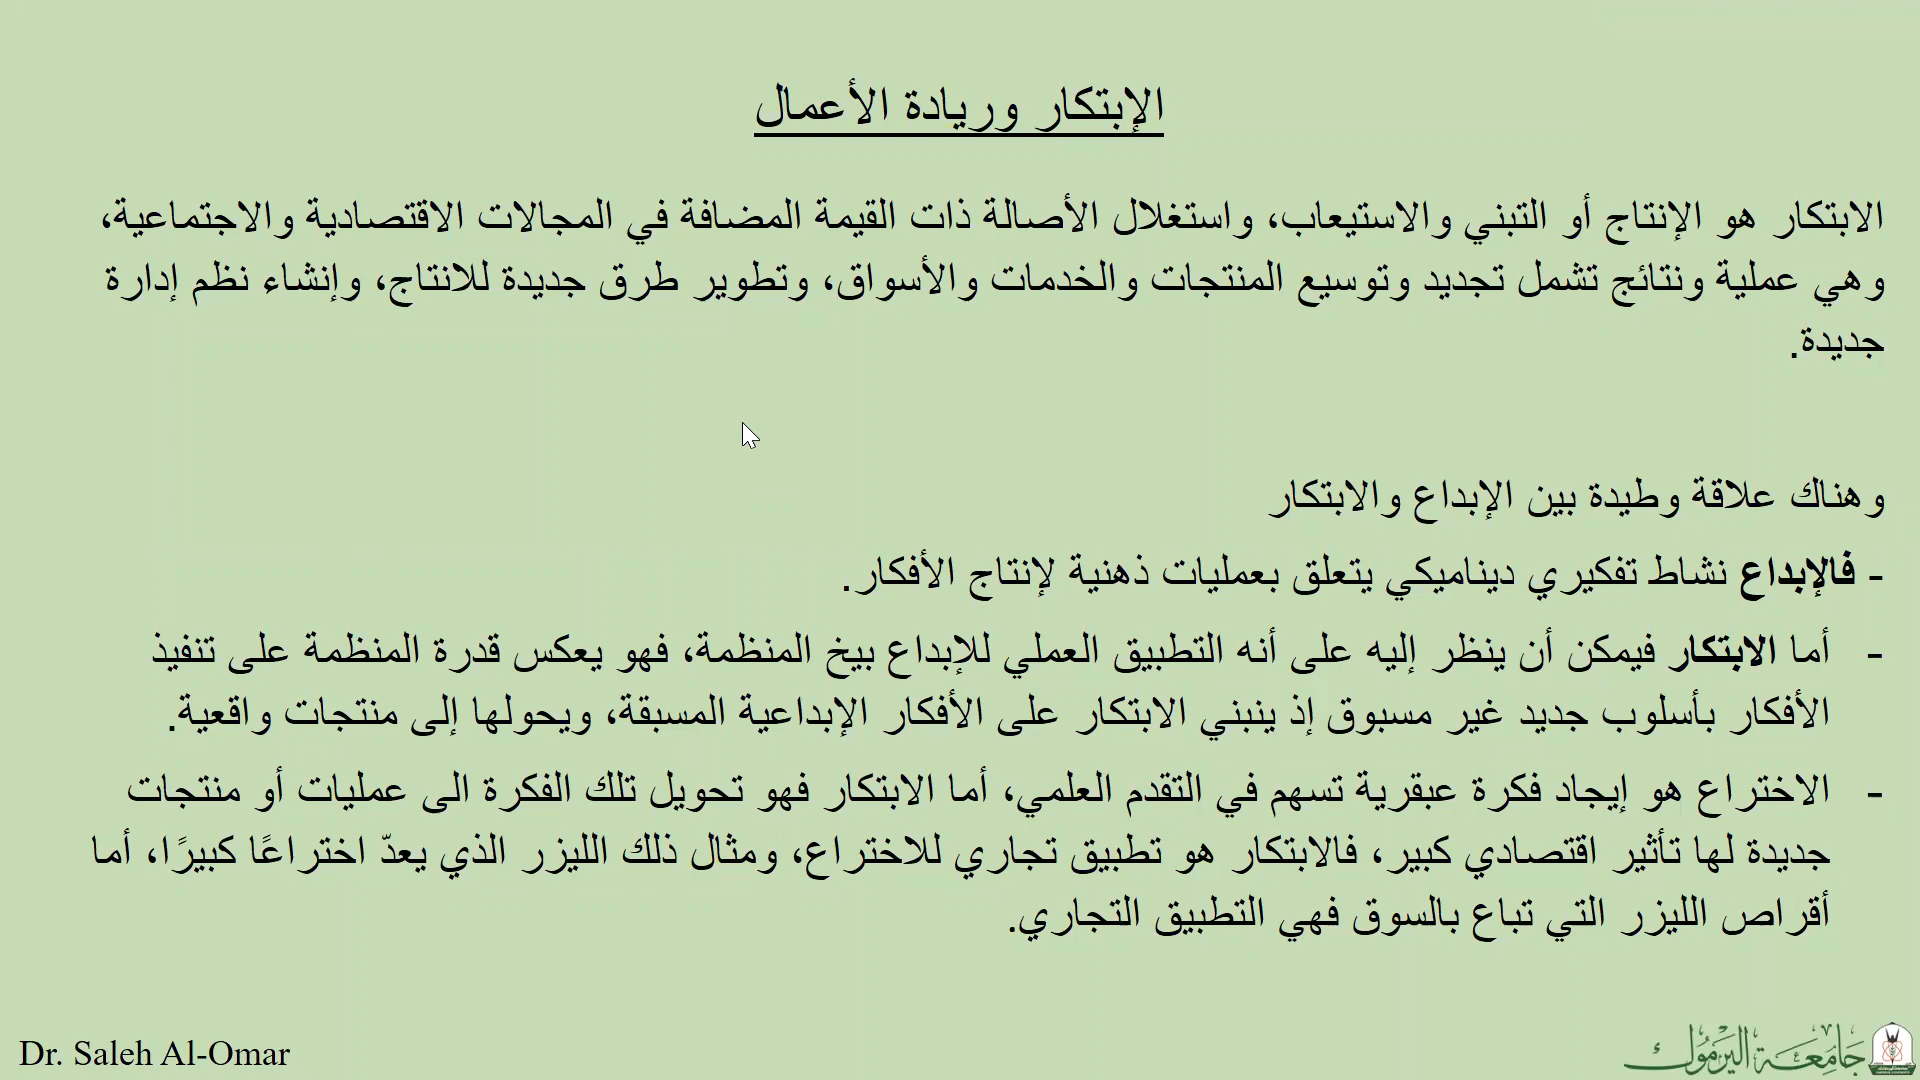 الإبتكار وريادة الأعمال
الابتكار هو الإنتاج أو التبني والاستيعاب، واستغلال الأصالة ذات القيمة المضافة في المجالات الاقتصادية والاجتماعية،
وهي عملية ونتائج تشمل تجديد وتوسيع المنتجات والخدمات والأسواق، وتطوير طرق جديدة للانتاج، وإنشاء نظم إدارة
جديدة.
وهناك علاقة وطيدة بين الإبداع والابتكار
- فالإبداع نشاط تفكيري ديناميكي يتعلق بعمليات ذهنية لإنتاج الأفكار.
- أما الابتكار فيمكن أن ينظر إليه على أنه التطبيق العملي للإبداع بيخ المنظمة، فهو يعكس قدرة المنظمة على تنفيذ
الأفكار بأسلوب جديد غير مسبوق إذ ينبني الابتكار على الأفكار الإبداعية المسبقة، ويحولها إلى منتجات واقعية.
- الاختراع هو إيجاد فكرة عبقرية تسهم في التقدم العلمي، أما الابتكار فهو تحويل تلك الفكرة الى عمليات أو منتجات
جديدة لها تأثير اقتصادي كبير، فالابتكار هو تطبيق تجاري للاختراع، ومثال ذلك الليزر الذي يعدّ اختراعًا كبيرًا، أما
أقراص الليزر التي تباع بالسوق فهي التطبيق التجاري.
Dr. Saleh Al-Omar
جامعة اليرموك